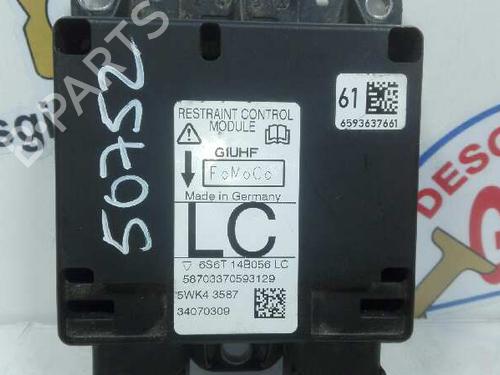 RESTRAINT CONTROL
MODULE
G1UHF
FoMoCo
Made in Germany
LC
6S6T 14B056 LC
56703370593129
5WK4 3587
34070309
61
6593637661
50752
B-PARTS